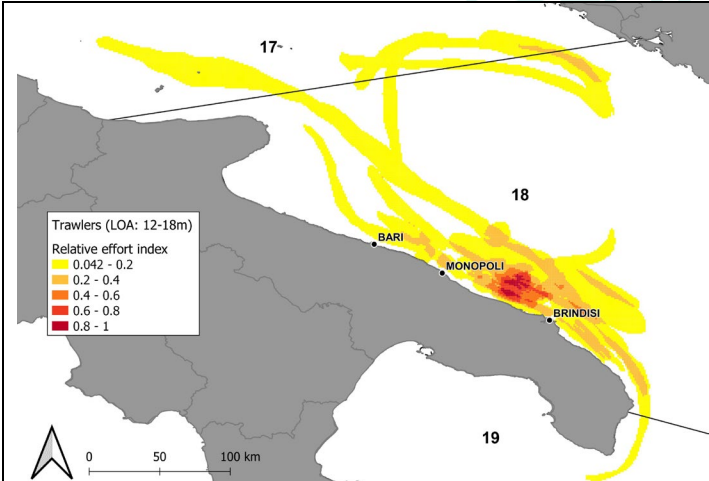 17
18
Trawlers (LOA: 12-18m)
Relative effort index
0.042 - 0.2
0.2 - 0.4
0.4 - 0.6
0.6 - 0.8
0.8 - 1
BARI
MONOPOLI
BRINDISI
19
0 50 100 km